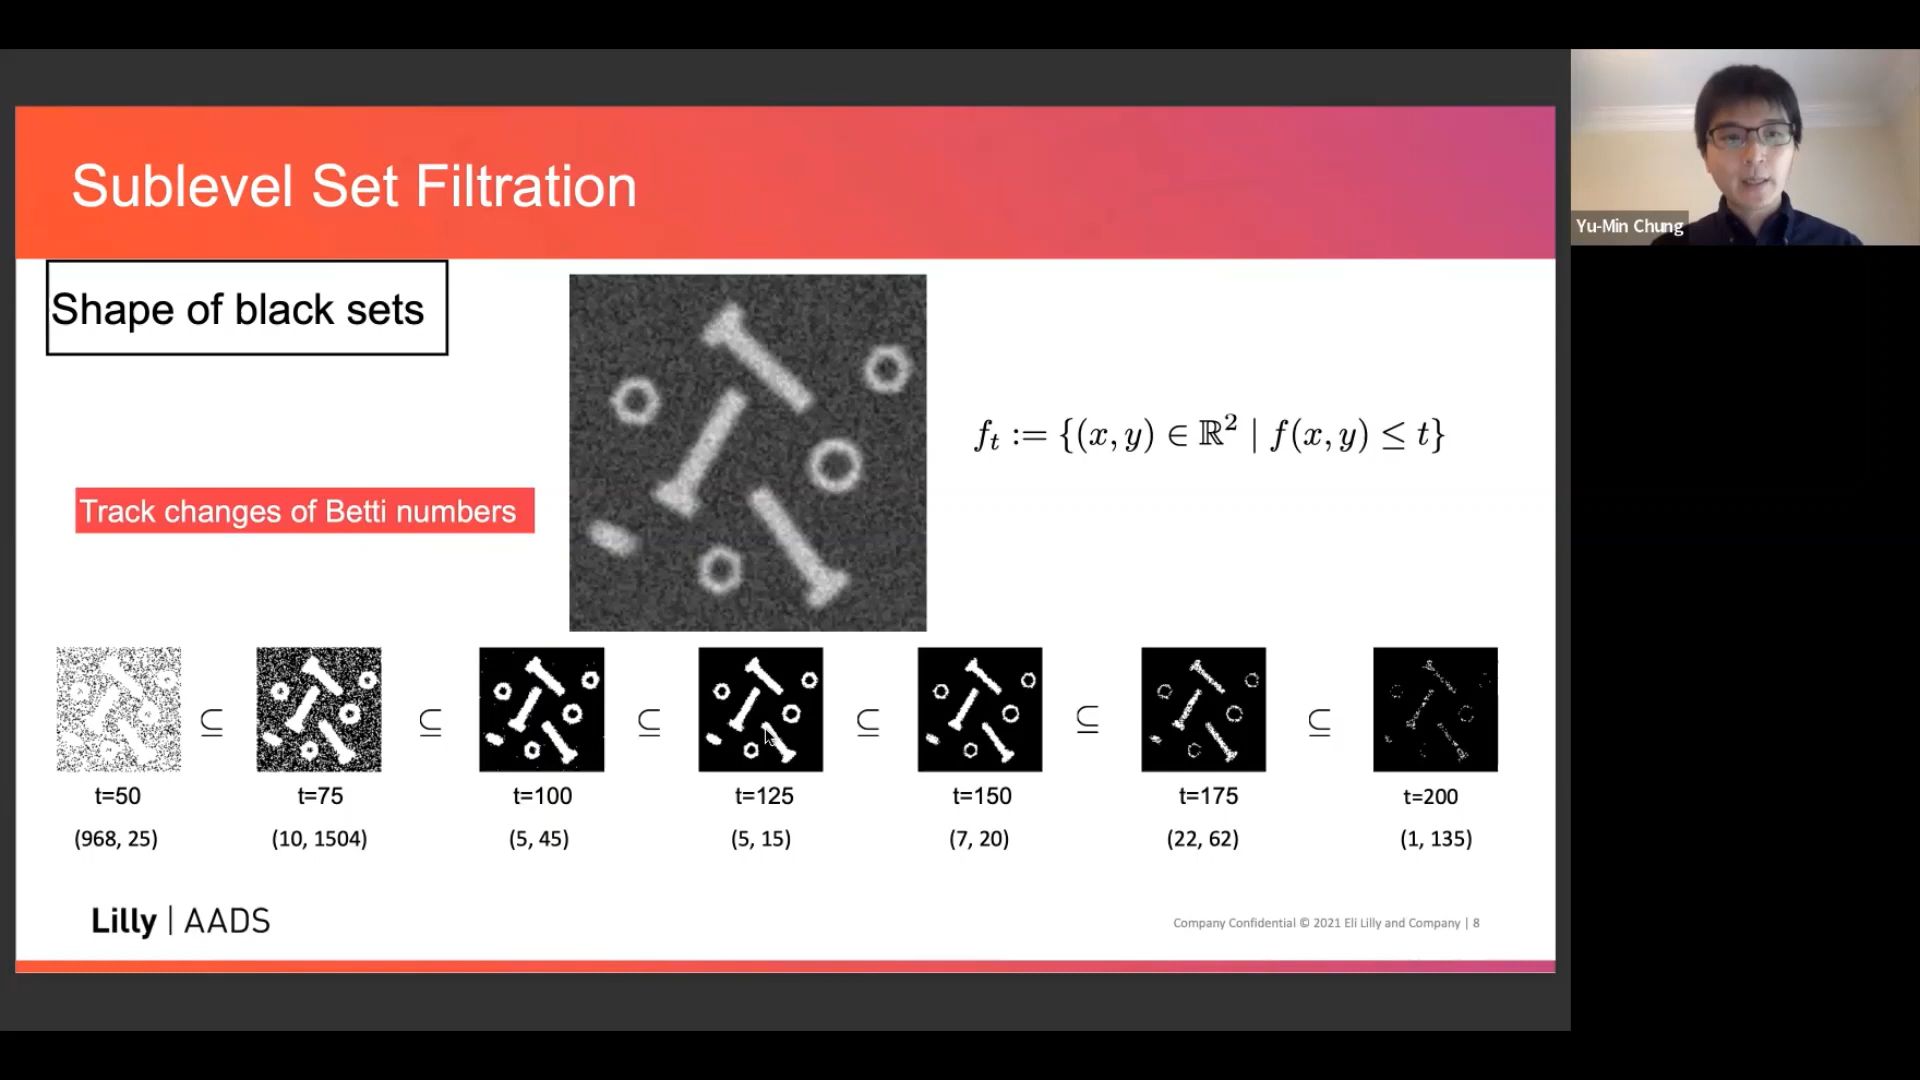 Sublevel Set Filtration
Yu-Min Chung
Shape of black sets
f_t := {(x, y) ∈ ℝ² | f(x, y) ≤ t}
Track changes of Betti numbers
⊆ ⊆ ⊆ ⊆ ⊆ ⊆
t=50 t=75 t=100 t=125 t=150 t=175 t=200
(968, 25) (10, 1504) (5, 45) (5, 15) (7, 20) (22, 62) (1, 135)
Lilly | AADS
Company Confidential © 2021 Eli Lilly and Company | 8